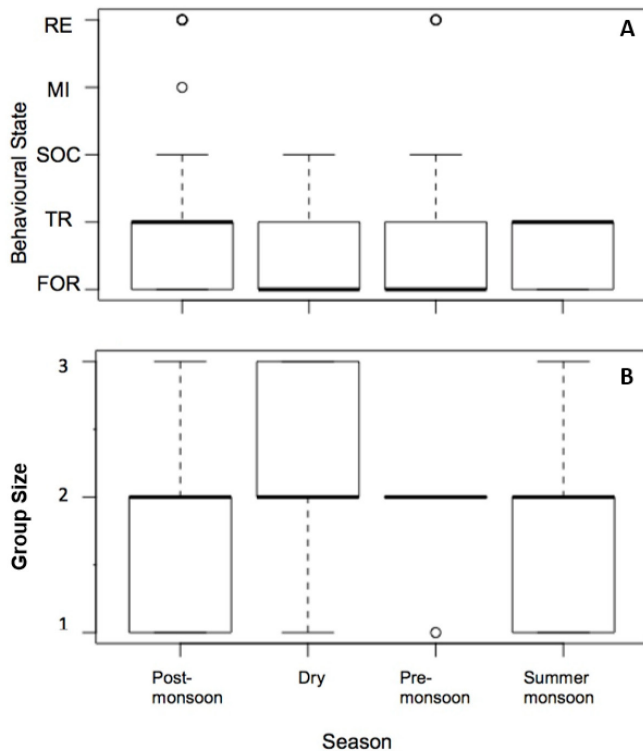 A
RE
MI
SOC
TR
FOR
Behavioural State
B
3
2
1
Group Size
Post-
monsoon
Dry
Pre-
monsoon
Summer
monsoon
Season